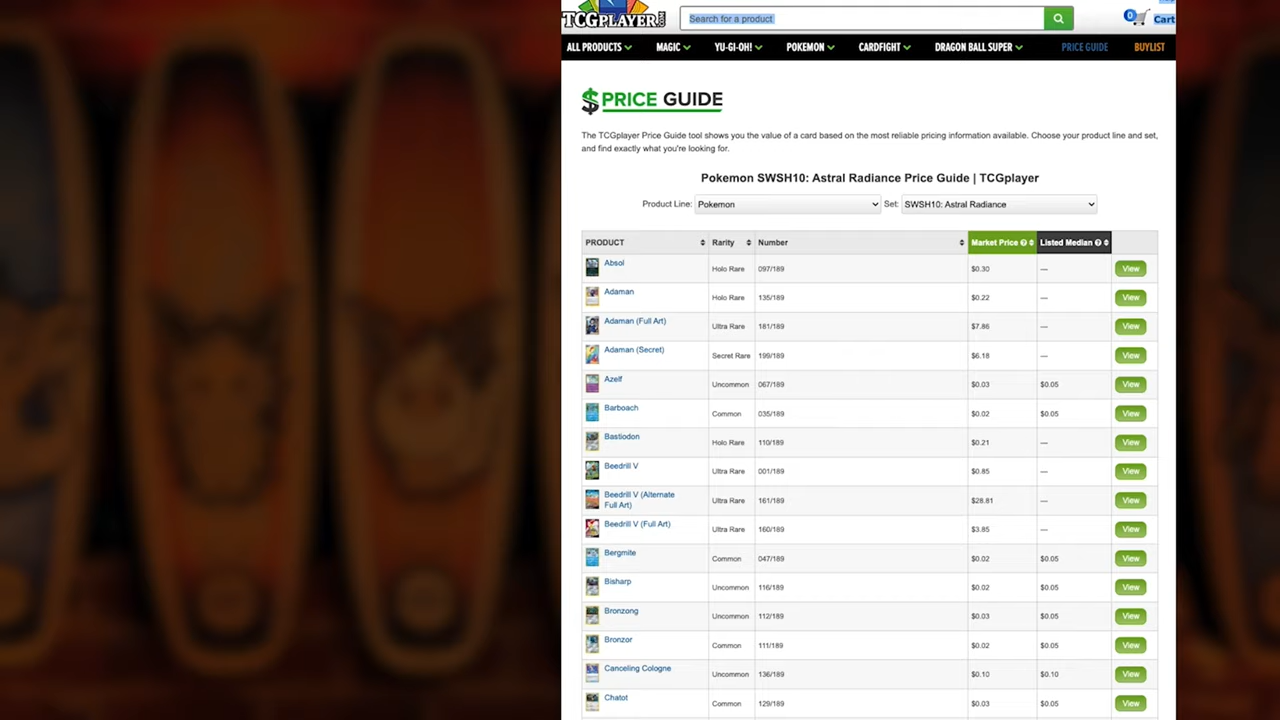 TCGPLAYER.COM
Search for a product
0
Cart
ALL PRODUCTS MAGIC YU-GI-OH! POKEMON CARDFIGHT DRAGON BALL SUPER PRICE GUIDE BUYLIST
$ PRICE GUIDE
The TCGplayer Price Guide tool shows you the value of a card based on the most reliable pricing information available. Choose your product line and set,
and find exactly what you're looking for.
Pokemon SWSH10: Astral Radiance Price Guide | TCGplayer
Product Line: Pokemon Set: SWSH10: Astral Radiance
PRODUCT Rarity Number Market Price Listed Median
Absol Holo Rare 097/189 $0.30 — View
Adaman Holo Rare 135/189 $0.22 — View
Adaman (Full Art) Ultra Rare 181/189 $7.86 — View
Adaman (Secret) Secret Rare 199/189 $6.18 — View
Azelf Uncommon 067/189 $0.03 $0.05 View
Barboach Common 035/189 $0.02 $0.05 View
Bastiodon Holo Rare 110/189 $0.21 — View
Beedrill V Ultra Rare 001/189 $0.85 — View
Beedrill V (Alternate
Full Art) Ultra Rare 161/189 $28.81 — View
Beedrill V (Full Art) Ultra Rare 160/189 $3.85 — View
Bergmite Common 047/189 $0.02 $0.05 View
Bisharp Uncommon 116/189 $0.02 $0.05 View
Bronzong Uncommon 112/189 $0.03 $0.05 View
Bronzor Common 111/189 $0.02 $0.05 View
Canceling Cologne Uncommon 136/189 $0.10 $0.10 View
Chatot Common 129/189 $0.03 $0.05 View